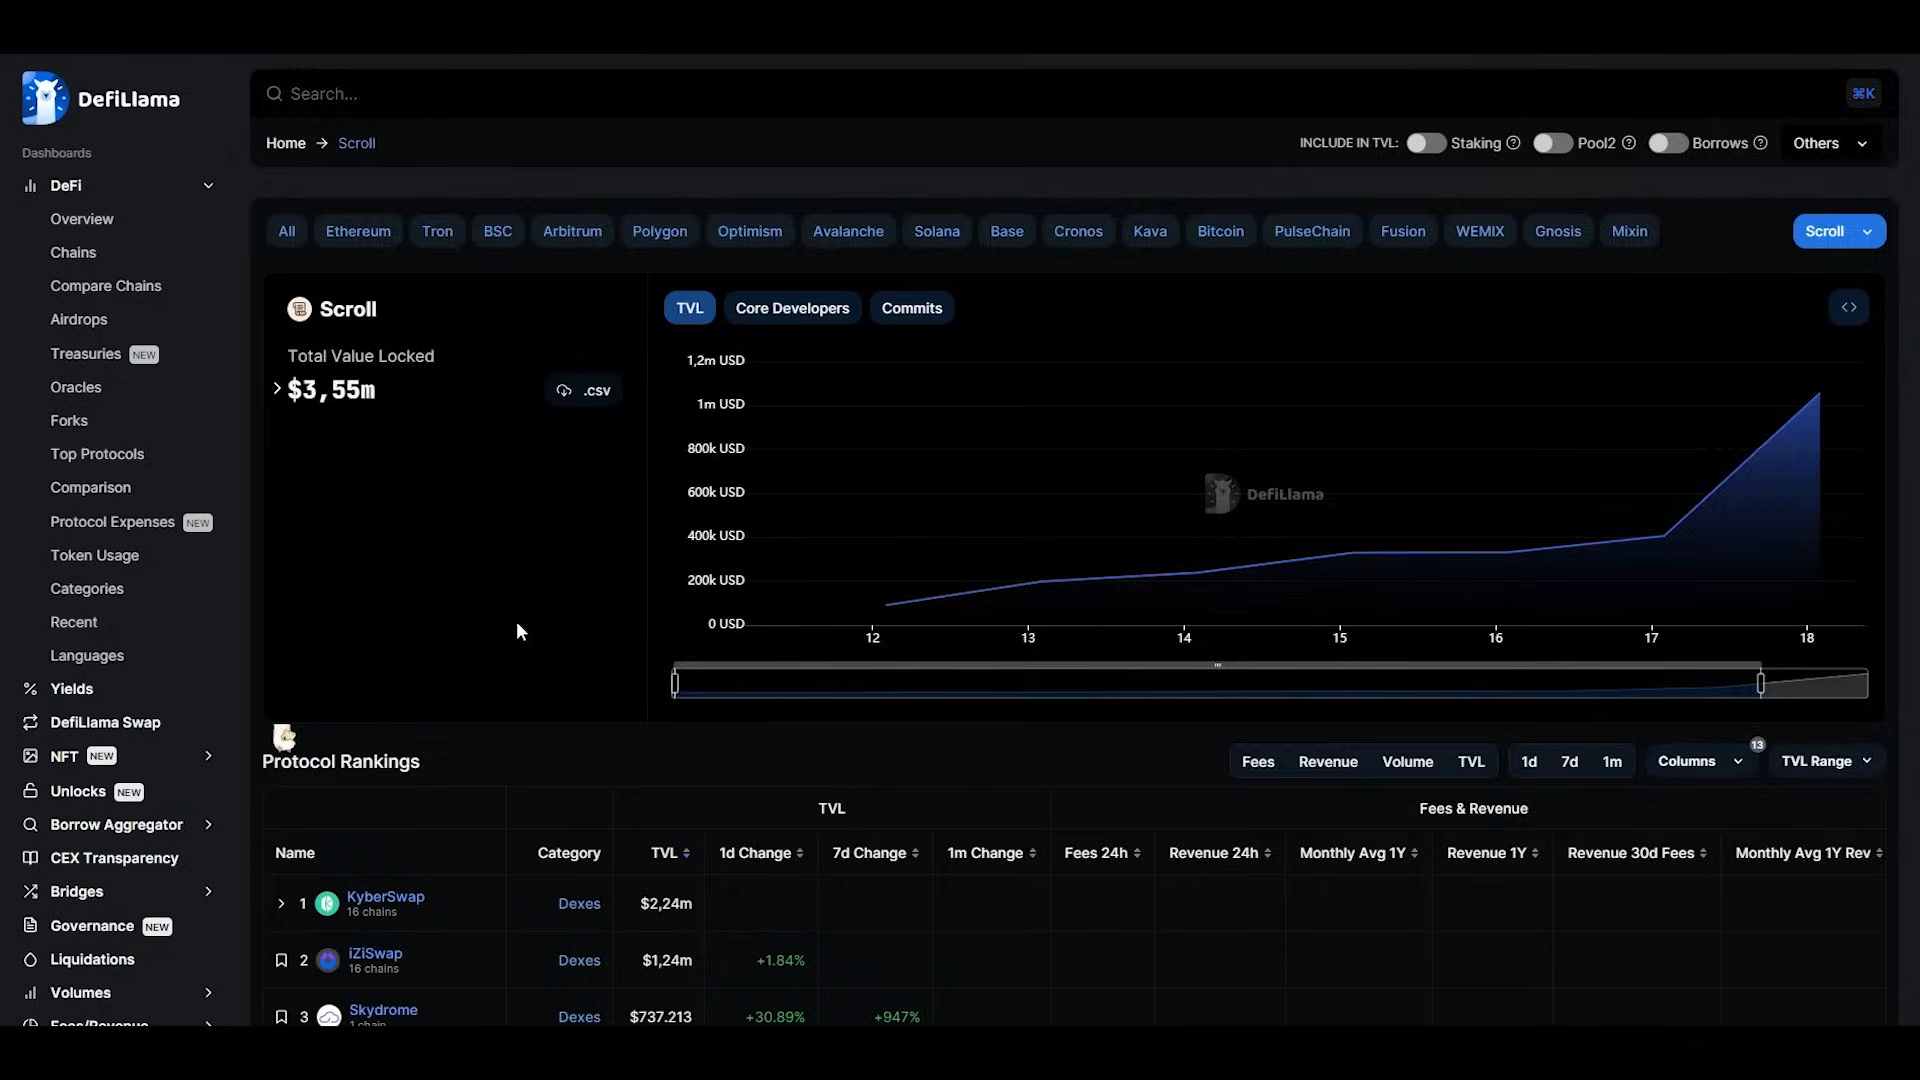 DefiLlama
Search...
⌘K
Home → Scroll
INCLUDE IN TVL: Staking Pool2 Borrows Others
Dashboards
DeFi
Overview
Chains
Compare Chains
Airdrops
Treasuries NEW
Oracles
Forks
Top Protocols
Comparison
Protocol Expenses NEW
Token Usage
Categories
Recent
Languages
Yields
DefiLlama Swap
NFT NEW
Unlocks NEW
Borrow Aggregator
CEX Transparency
Bridges
Governance NEW
Liquidations
Volumes
Fees/Revenue
All Ethereum Tron BSC Arbitrum Polygon Optimism Avalanche Solana Base Cronos Kava Bitcoin PulseChain Fusion WEMIX Gnosis Mixin Scroll
Scroll
Total Value Locked
$3,55m
.csv
TVL Core Developers Commits
1,2m USD
1m USD
800k USD
600k USD
400k USD
200k USD
0 USD
DefiLlama
12 13 14 15 16 17 18
Protocol Rankings
Fees Revenue Volume TVL 1d 7d 1m Columns 13 TVL Range
TVL Fees & Revenue
Name Category TVL 1d Change 7d Change 1m Change Fees 24h Revenue 24h Monthly Avg 1Y Revenue 1Y Revenue 30d Fees Monthly Avg 1Y Rev
1 KyberSwap Dexes $2,24m
16 chains
2 iZiSwap Dexes $1,24m +1.84%
16 chains
3 Skydrome Dexes $737.213 +30.89% +947%
1 chain